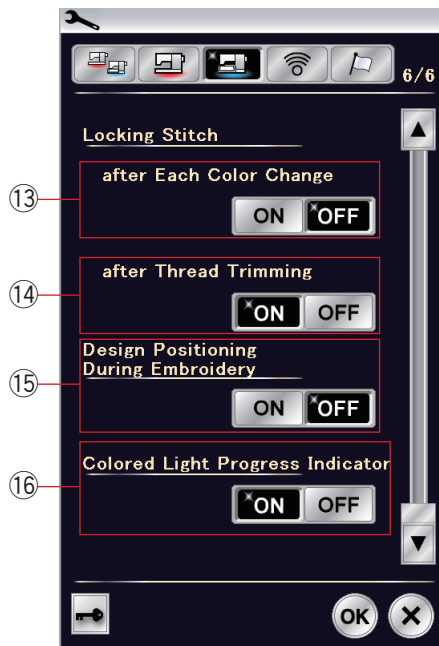 6/6
Locking Stitch
⑬ after Each Color Change
ON OFF
⑭ after Thread Trimming
ON OFF
Design Positioning
⑮ During Embroidery
ON OFF
⑯ Colored Light Progress Indicator
ON OFF
OK